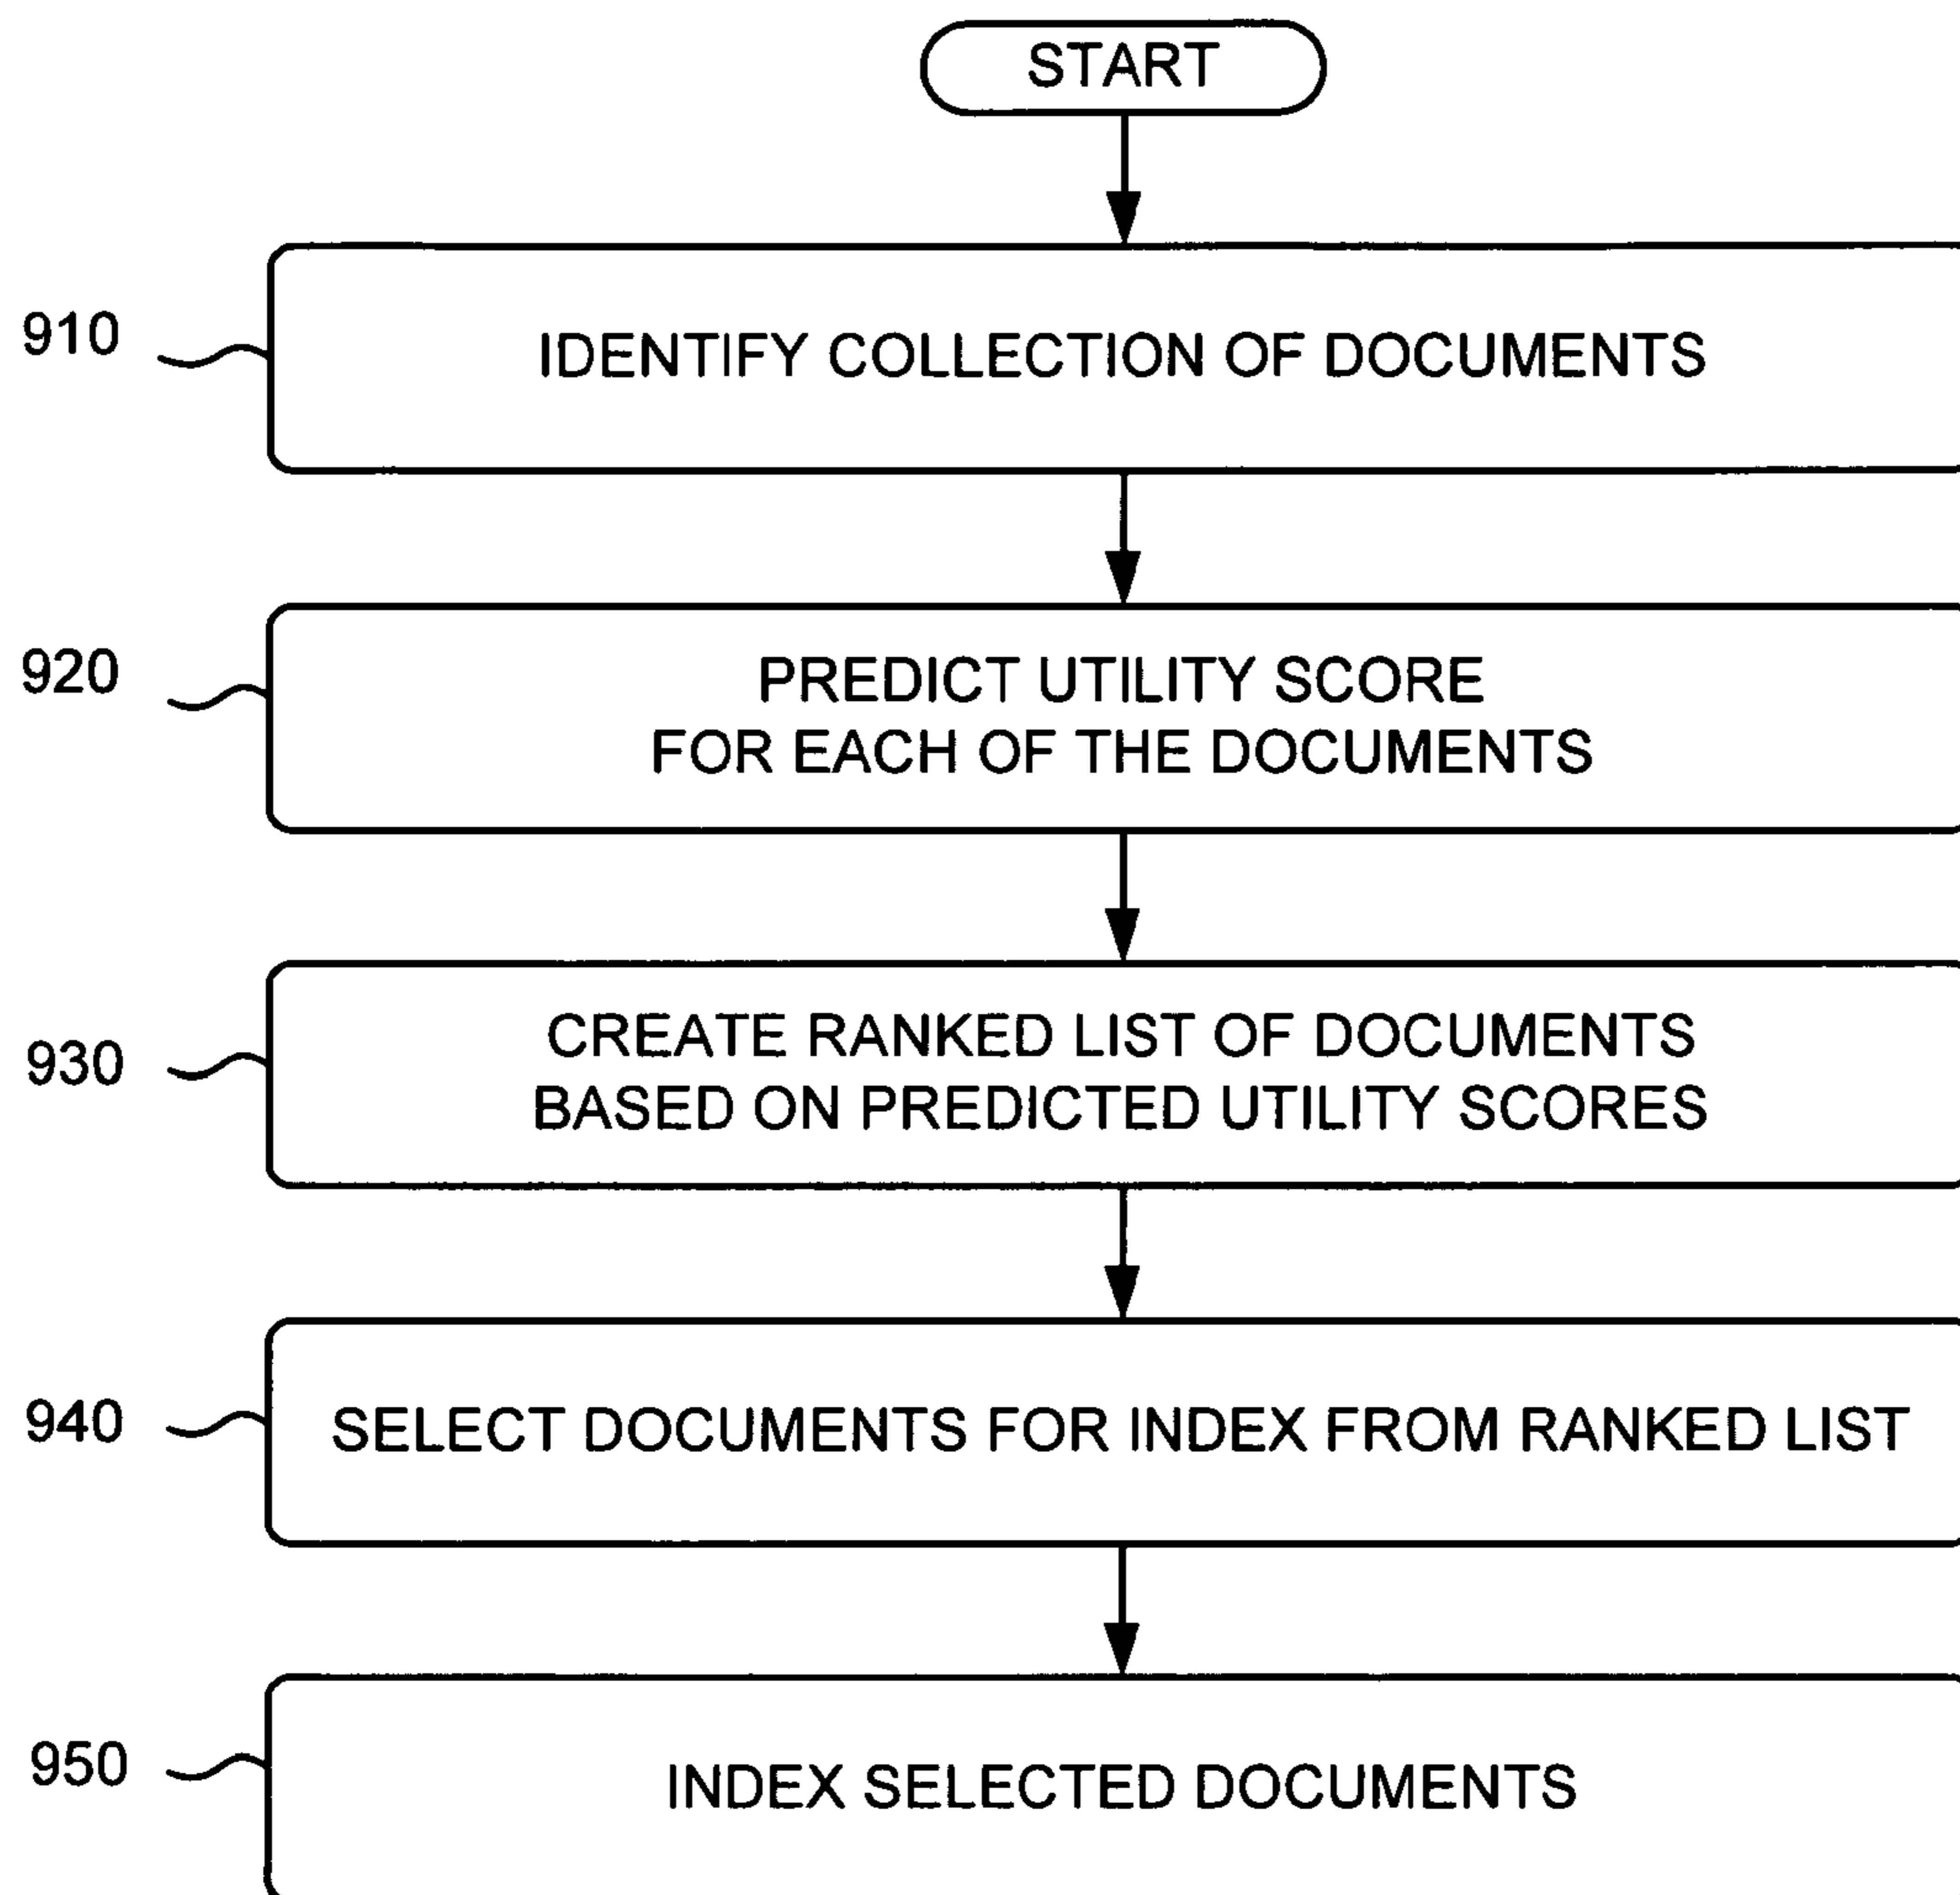 START
910
IDENTIFY COLLECTION OF DOCUMENTS
920
PREDICT UTILITY SCORE
FOR EACH OF THE DOCUMENTS
930
CREATE RANKED LIST OF DOCUMENTS
BASED ON PREDICTED UTILITY SCORES
940
SELECT DOCUMENTS FOR INDEX FROM RANKED LIST
950
INDEX SELECTED DOCUMENTS